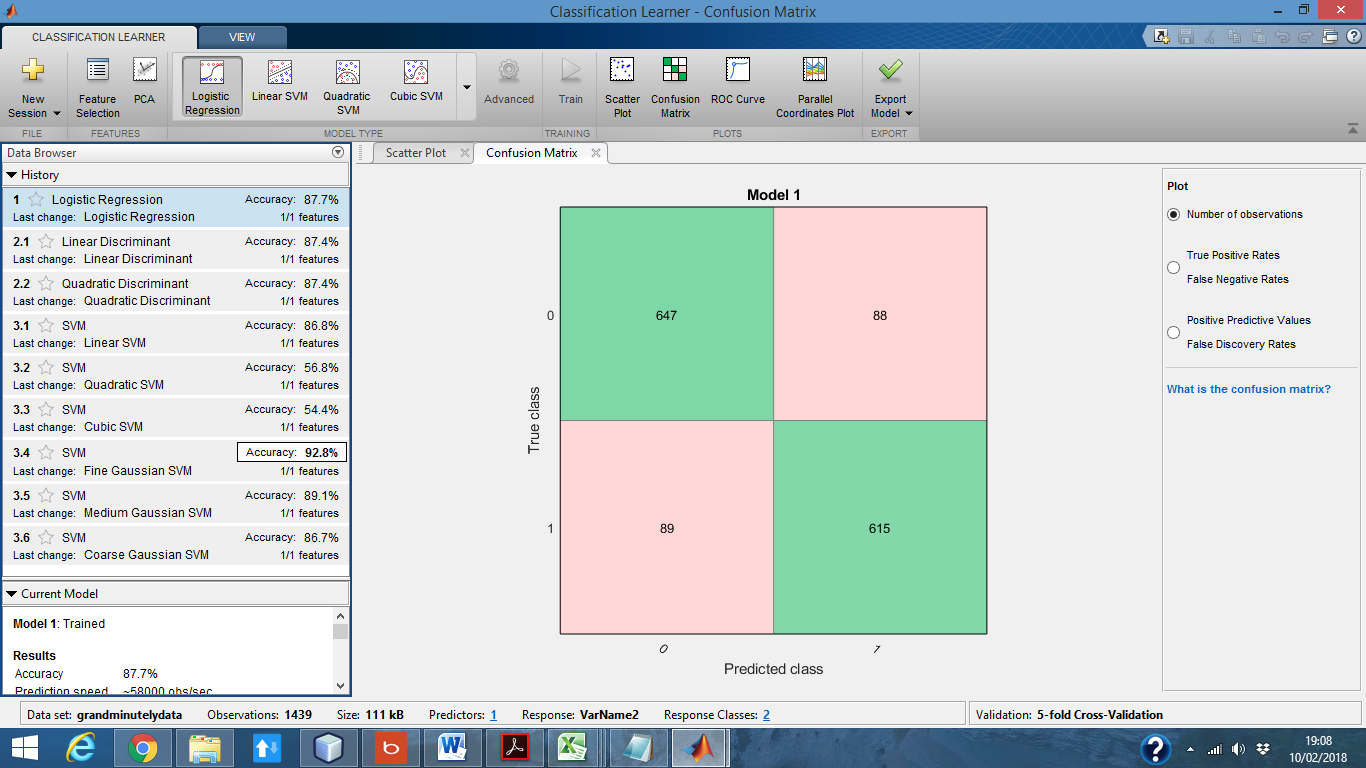 Classification Learner - Confusion Matrix
CLASSIFICATION LEARNER
VIEW
New Session
Feature Selection
PCA
Logistic Regression
Linear SVM
Quadratic SVM
Cubic SVM
Advanced
Train
Scatter Plot
Confusion Matrix
ROC Curve
Parallel Coordinates Plot
Export Model
FILE
FEATURES
MODEL TYPE
TRAINING
PLOTS
EXPORT
Data Browser
History
1 Logistic Regression Accuracy: 87.7%
Last change: Logistic Regression 1/1 features
2.1 Linear Discriminant Accuracy: 87.4%
Last change: Linear Discriminant 1/1 features
2.2 Quadratic Discriminant Accuracy: 87.4%
Last change: Quadratic Discriminant 1/1 features
3.1 SVM Accuracy: 86.8%
Last change: Linear SVM 1/1 features
3.2 SVM Accuracy: 56.8%
Last change: Quadratic SVM 1/1 features
3.3 SVM Accuracy: 54.4%
Last change: Cubic SVM 1/1 features
3.4 SVM Accuracy: 92.8%
Last change: Fine Gaussian SVM 1/1 features
3.5 SVM Accuracy: 89.1%
Last change: Medium Gaussian SVM 1/1 features
3.6 SVM Accuracy: 86.7%
Last change: Coarse Gaussian SVM 1/1 features
Current Model
Model 1: Trained
Results
Accuracy 87.7%
Prediction speed ~58000 obs/sec
Scatter Plot
Confusion Matrix
Model 1
True class
0
647
88
1
89
615
0
1
Predicted class
Plot
Number of observations
True Positive Rates
False Negative Rates
Positive Predictive Values
False Discovery Rates
What is the confusion matrix?
Data set: grandminutelydata Observations: 1439 Size: 111 kB Predictors: 1 Response: VarName2 Response Classes: 2
Validation: 5-fold Cross-Validation
19:08
10/02/2018